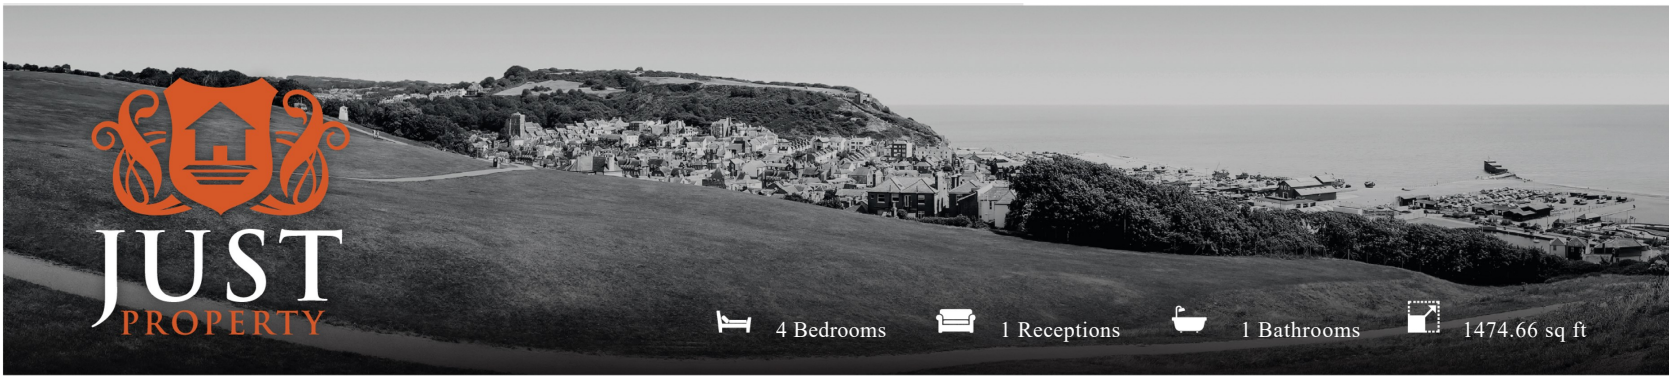 JUST
PROPERTY
4 Bedrooms
1 Receptions
1 Bathrooms
1474.66 sq ft